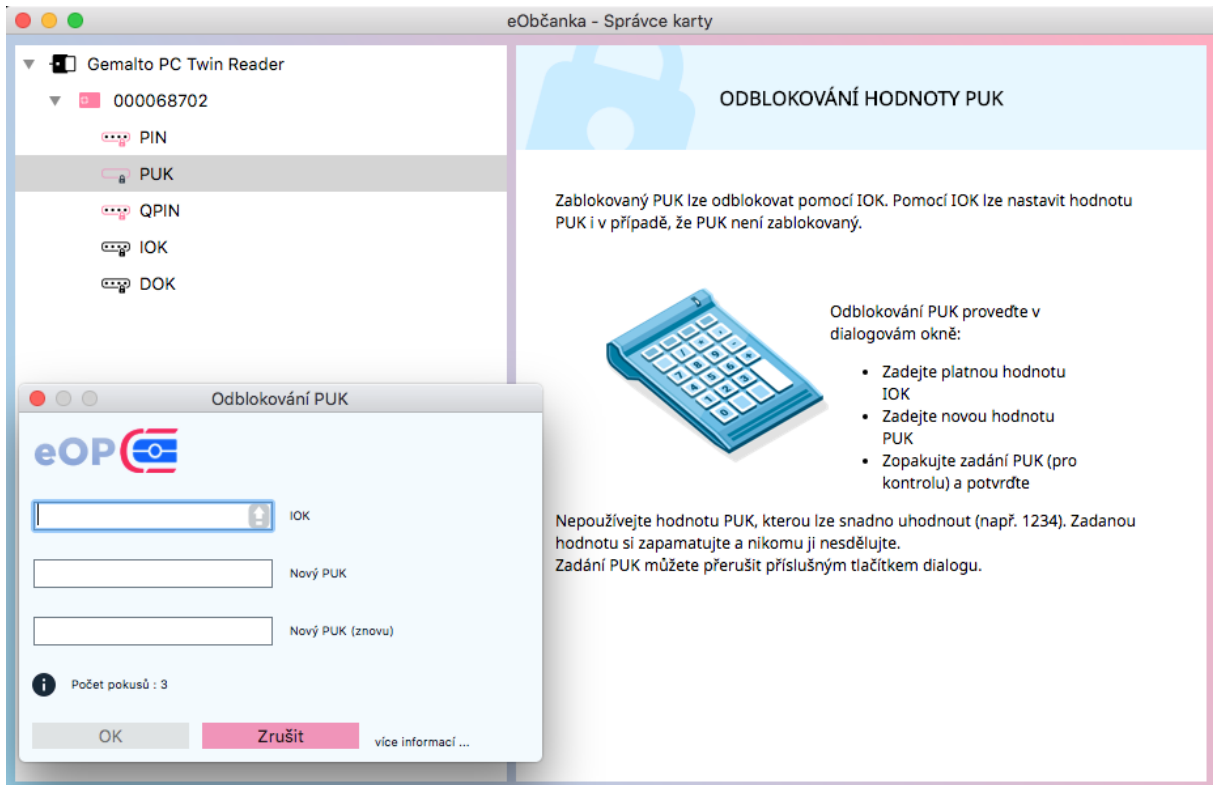 eObčanka - Správce karty
Gemalto PC Twin Reader
000068702
PIN
PUK
QPIN
IOK
DOK
ODBLOKOVÁNÍ HODNOTY PUK
Zablokovaný PUK lze odblokovat pomocí IOK. Pomocí IOK lze nastavit hodnotu
PUK i v případě, že PUK není zablokovaný.
Odblokování PUK proveďte v
dialogovám okně:
• Zadejte platnou hodnotu
IOK
• Zadejte novou hodnotu
PUK
• Zopakujte zadání PUK (pro
kontrolu) a potvrďte
Nepoužívejte hodnotu PUK, kterou lze snadno uhodnout (např. 1234). Zadanou
hodnotu si zapamatujte a nikomu ji nesdělujte.
Zadání PUK můžete přerušit příslušným tlačítkem dialogu.
Odblokování PUK
eOP
IOK
Nový PUK
Nový PUK (znovu)
Počet pokusů : 3
OK
Zrušit
více informací ...